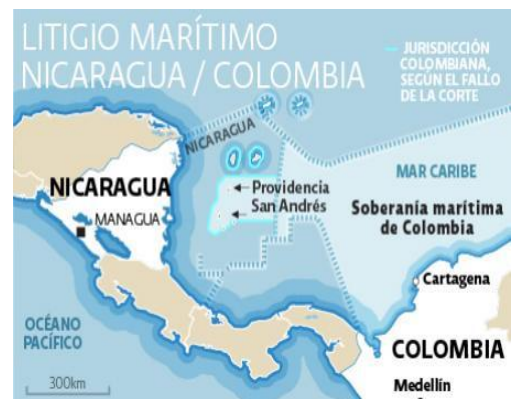 LITIGIO MARÍTIMO
NICARAGUA / COLOMBIA
JURISDICCIÓN
COLOMBIANA,
SEGÚN EL FALLO
DE LA CORTE
NICARAGUA
MAR CARIBE
NICARAGUA
Providencia
San Andrés
Soberanía marítima
de Colombia
MANAGUA
Cartagena
OCÉANO
PACÍFICO
COLOMBIA
300km
Medellín